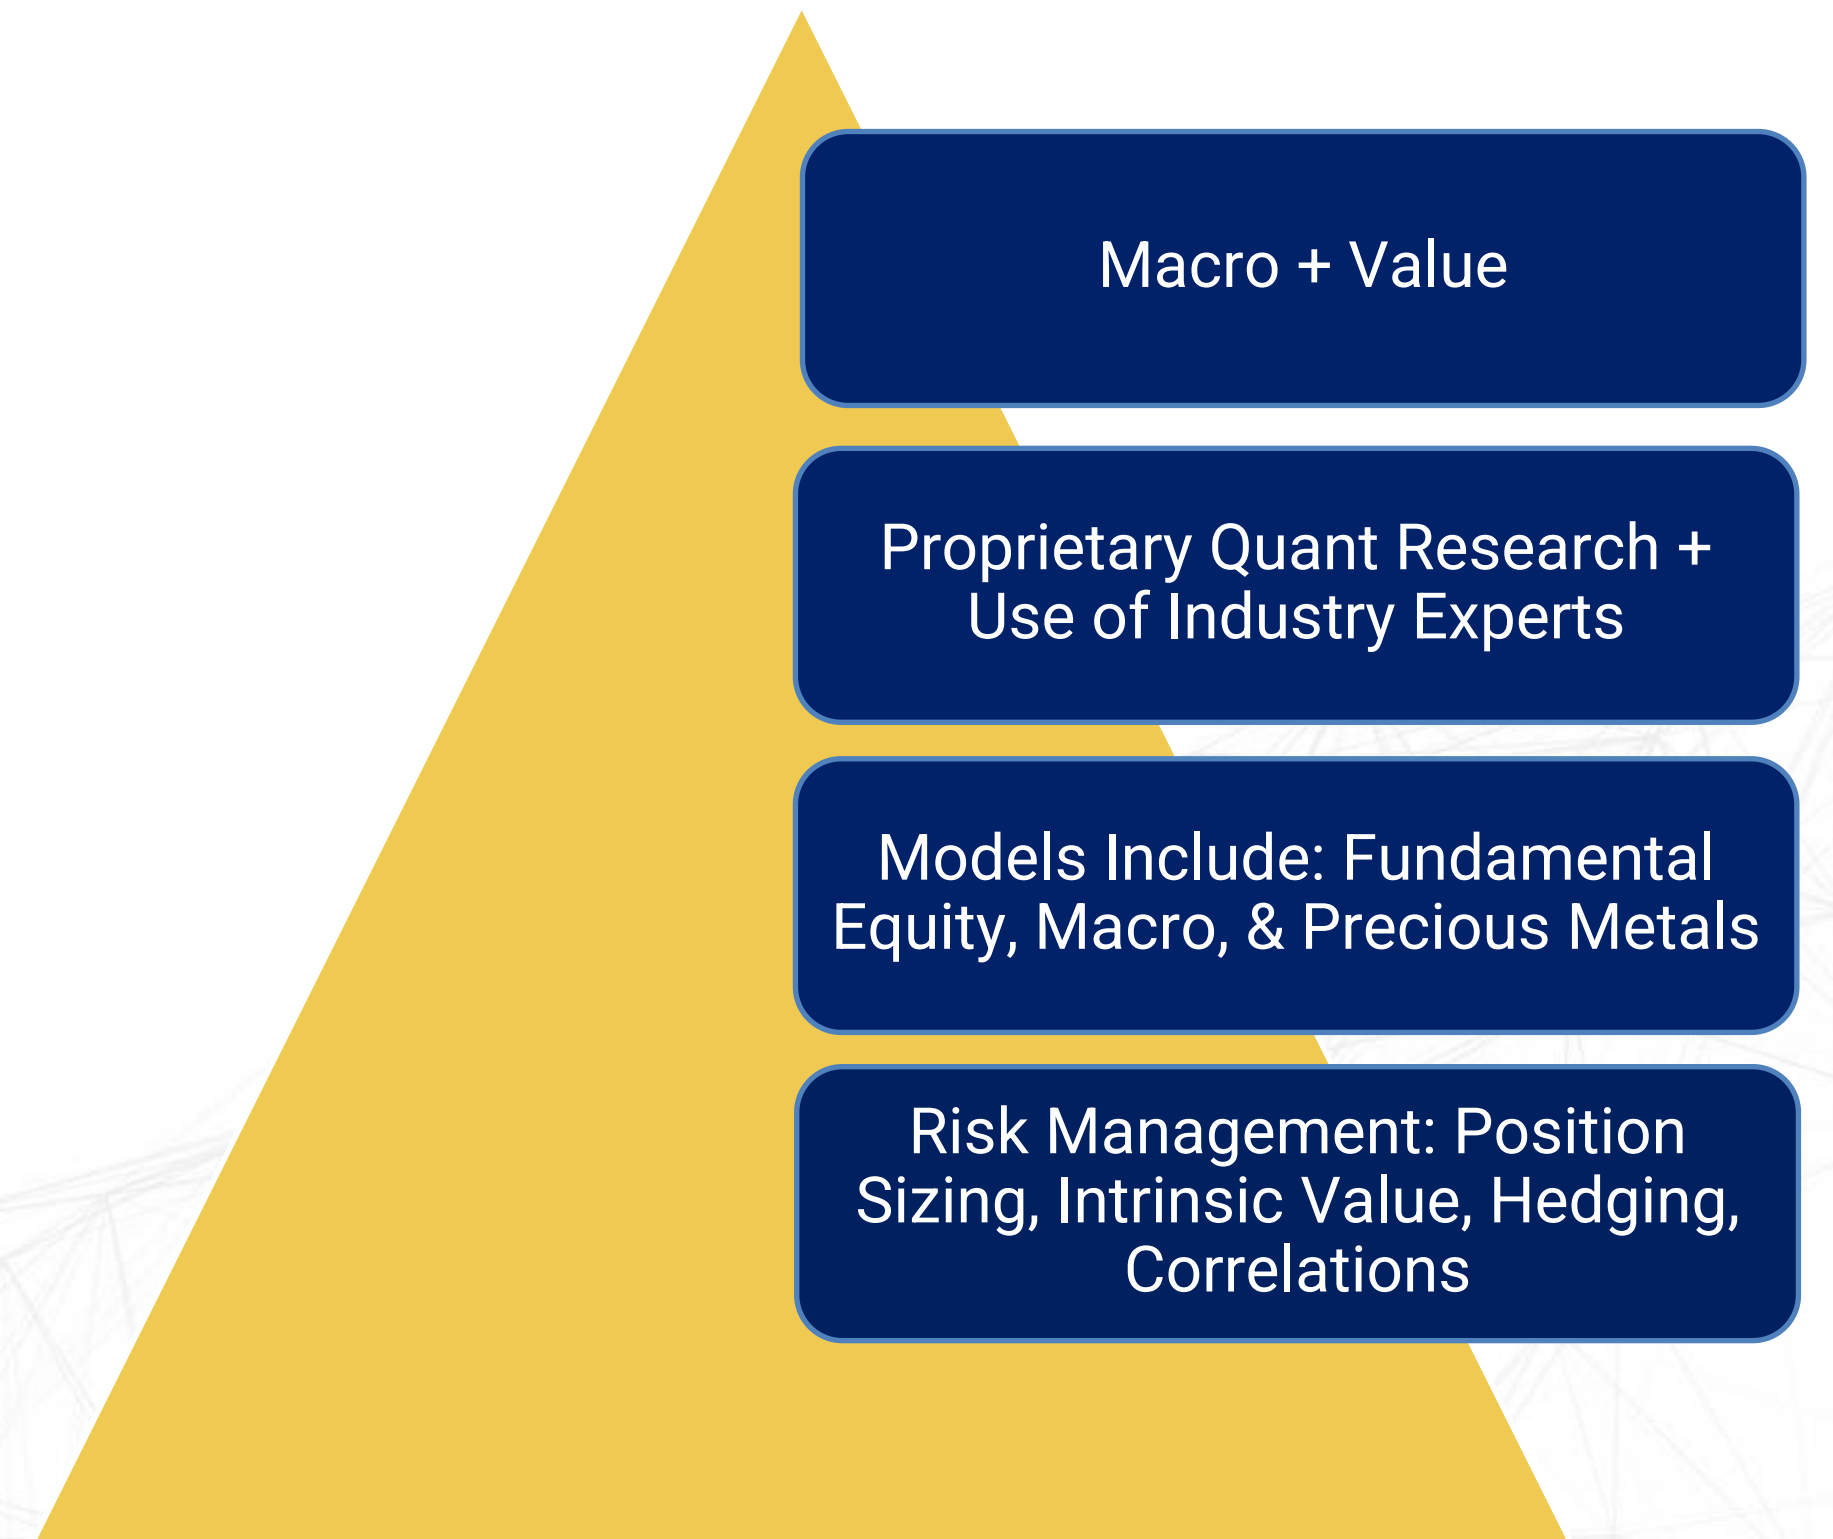 Macro + Value
Proprietary Quant Research +
Use of Industry Experts
Models Include: Fundamental
Equity, Macro, & Precious Metals
Risk Management: Position
Sizing, Intrinsic Value, Hedging,
Correlations